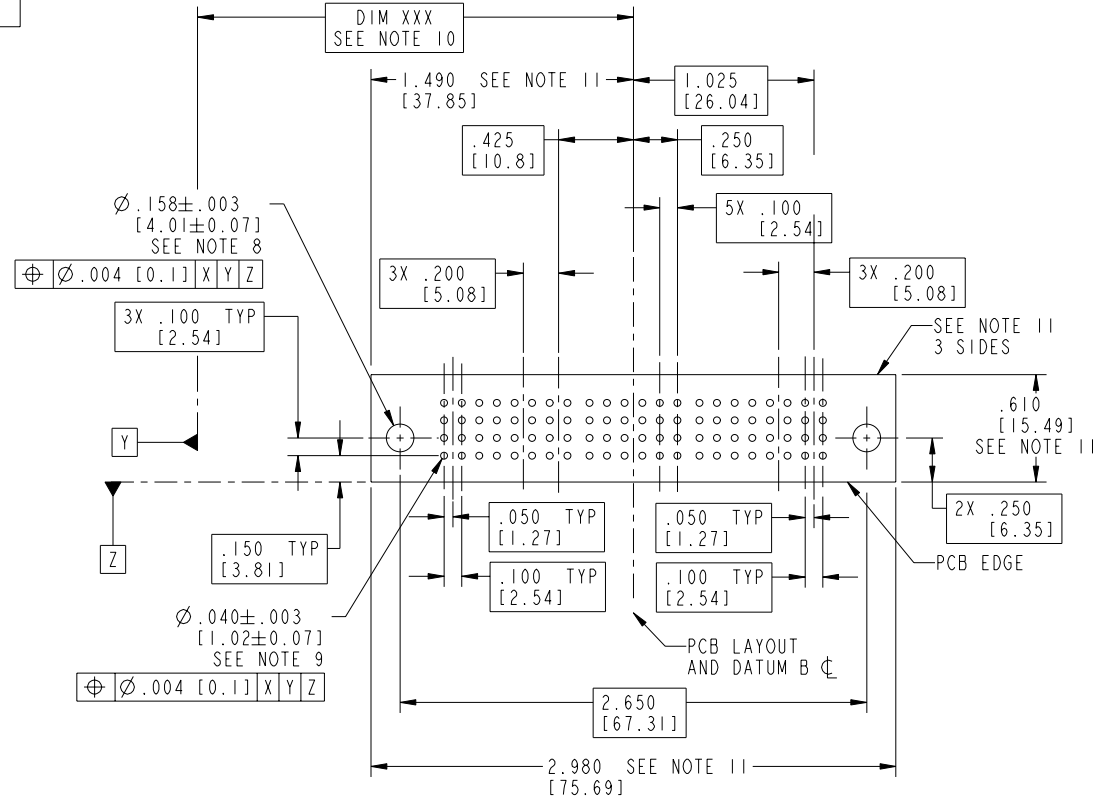 DIM XXX
SEE NOTE 10
1.490 SEE NOTE 11
[37.85]
1.025
[26.04]
.425
[10.8]
.250
[6.35]
Ø.158±.003
[4.01±0.07]
SEE NOTE 8
⌖ Ø.004 [0.1] X Y Z
5X .100
[2.54]
3X .200
[5.08]
3X .200
[5.08]
3X .100 TYP
[2.54]
SEE NOTE 11
3 SIDES
.610
[15.49]
SEE NOTE 11
Y
Z
2X .250
[6.35]
.150 TYP
[3.81]
.050 TYP
[1.27]
.050 TYP
[1.27]
PCB EDGE
.100 TYP
[2.54]
.100 TYP
[2.54]
Ø.040±.003
[1.02±0.07]
SEE NOTE 9
⌖ Ø.004 [0.1] X Y Z
PCB LAYOUT
AND DATUM B ℄
2.650
[67.31]
2.980 SEE NOTE 11
[75.69]